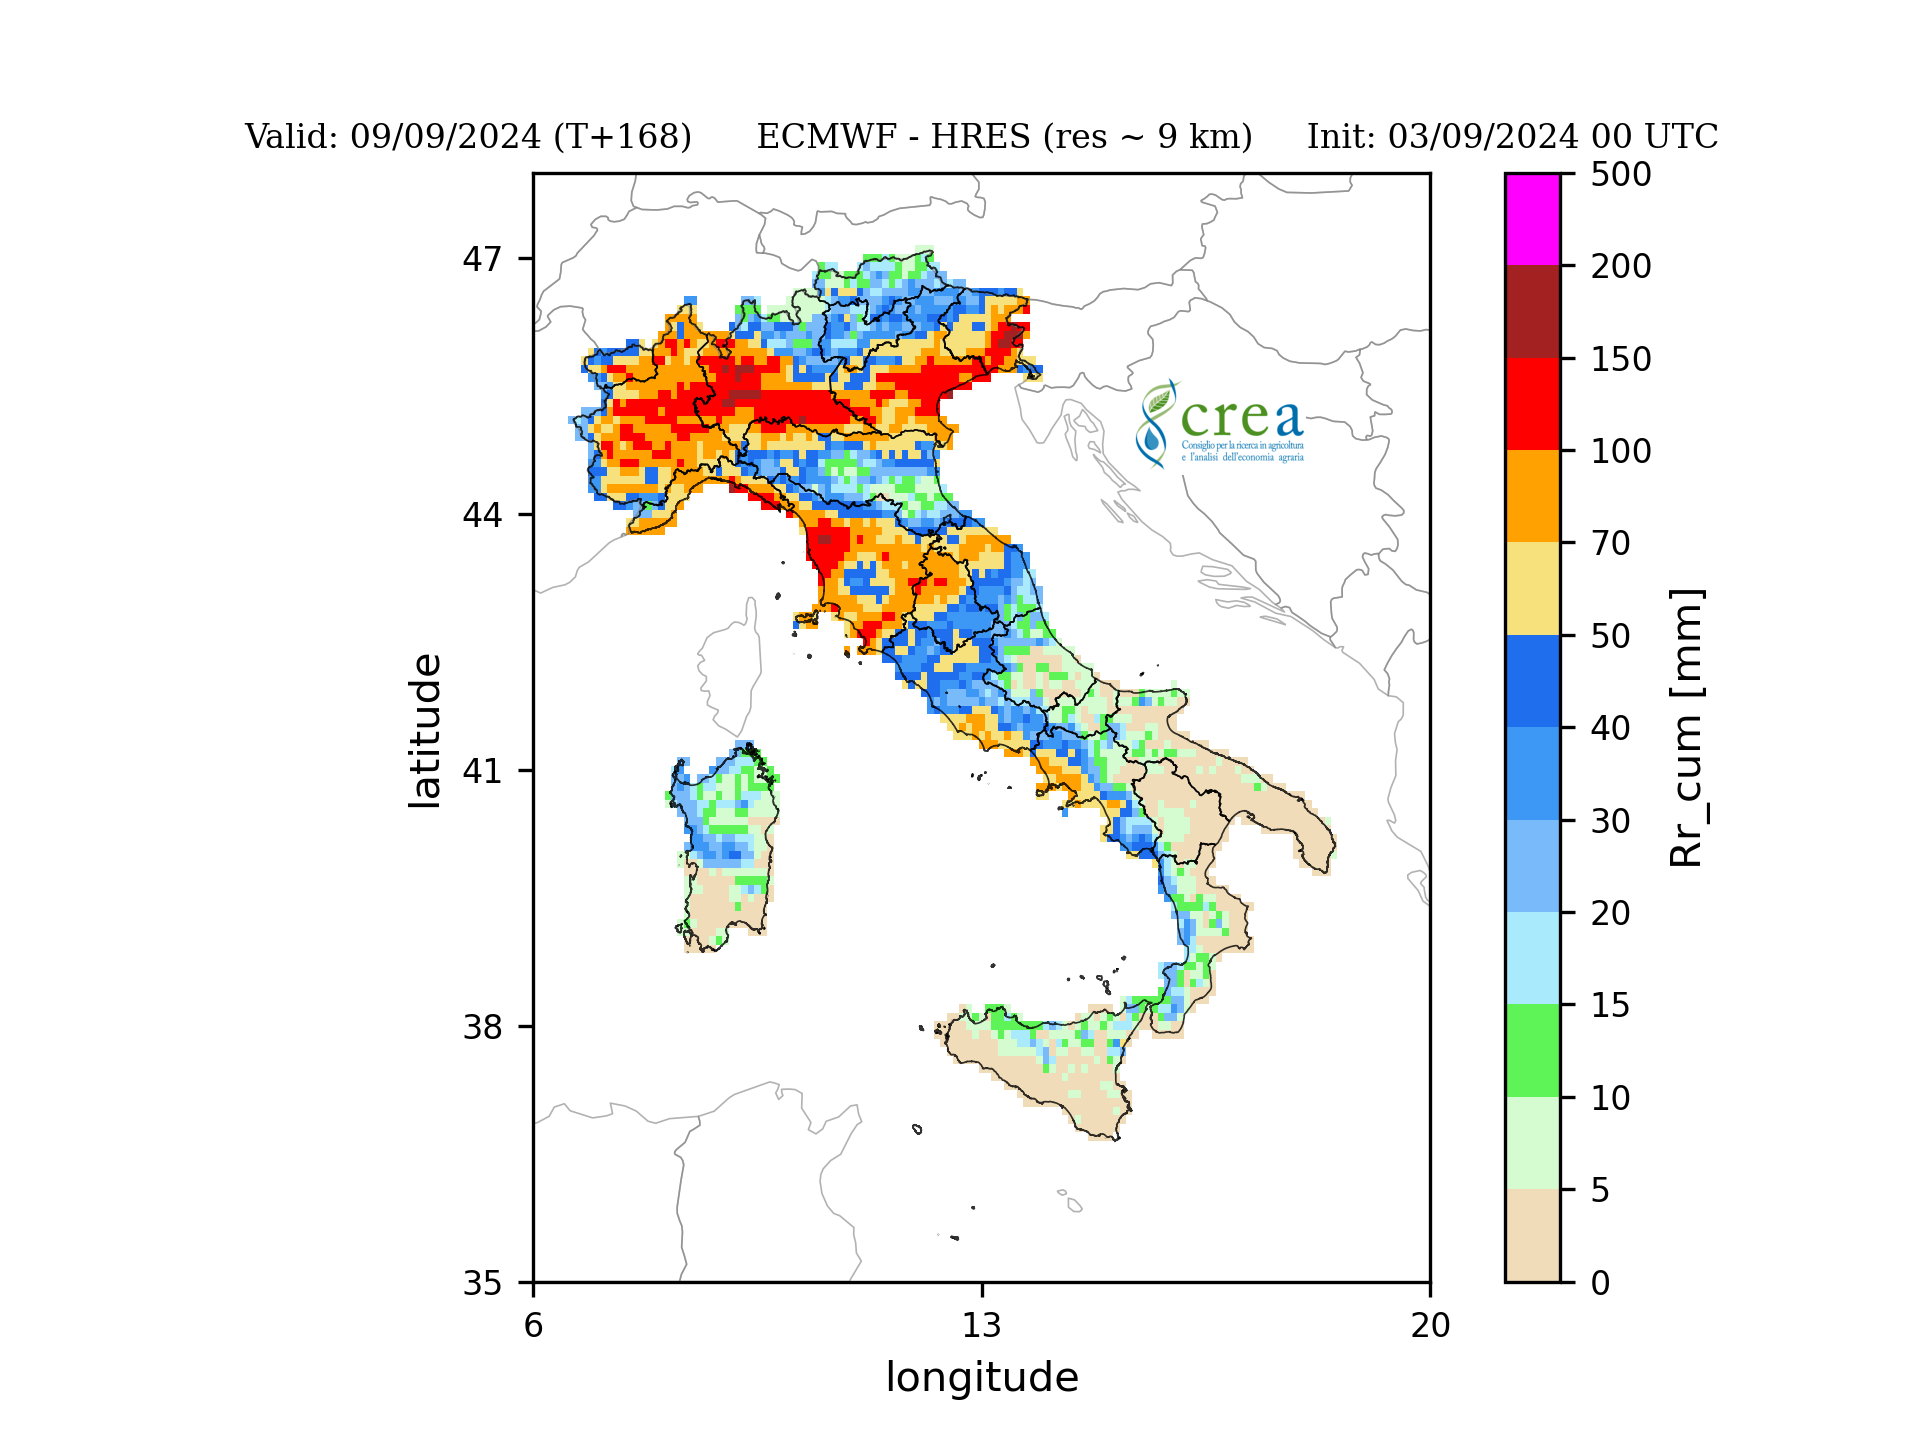 Valid: 09/09/2024 (T+168) ECMWF - HRES (res ~ 9 km) Init: 03/09/2024 00 UTC
47
44
41
38
35
6 13 20
latitude
longitude
crea
Consiglio per la ricerca in agricoltura
e l'analisi dell'economia agraria
500
200
150
100
70
50
40
30
20
15
10
5
0
Rr_cum [mm]